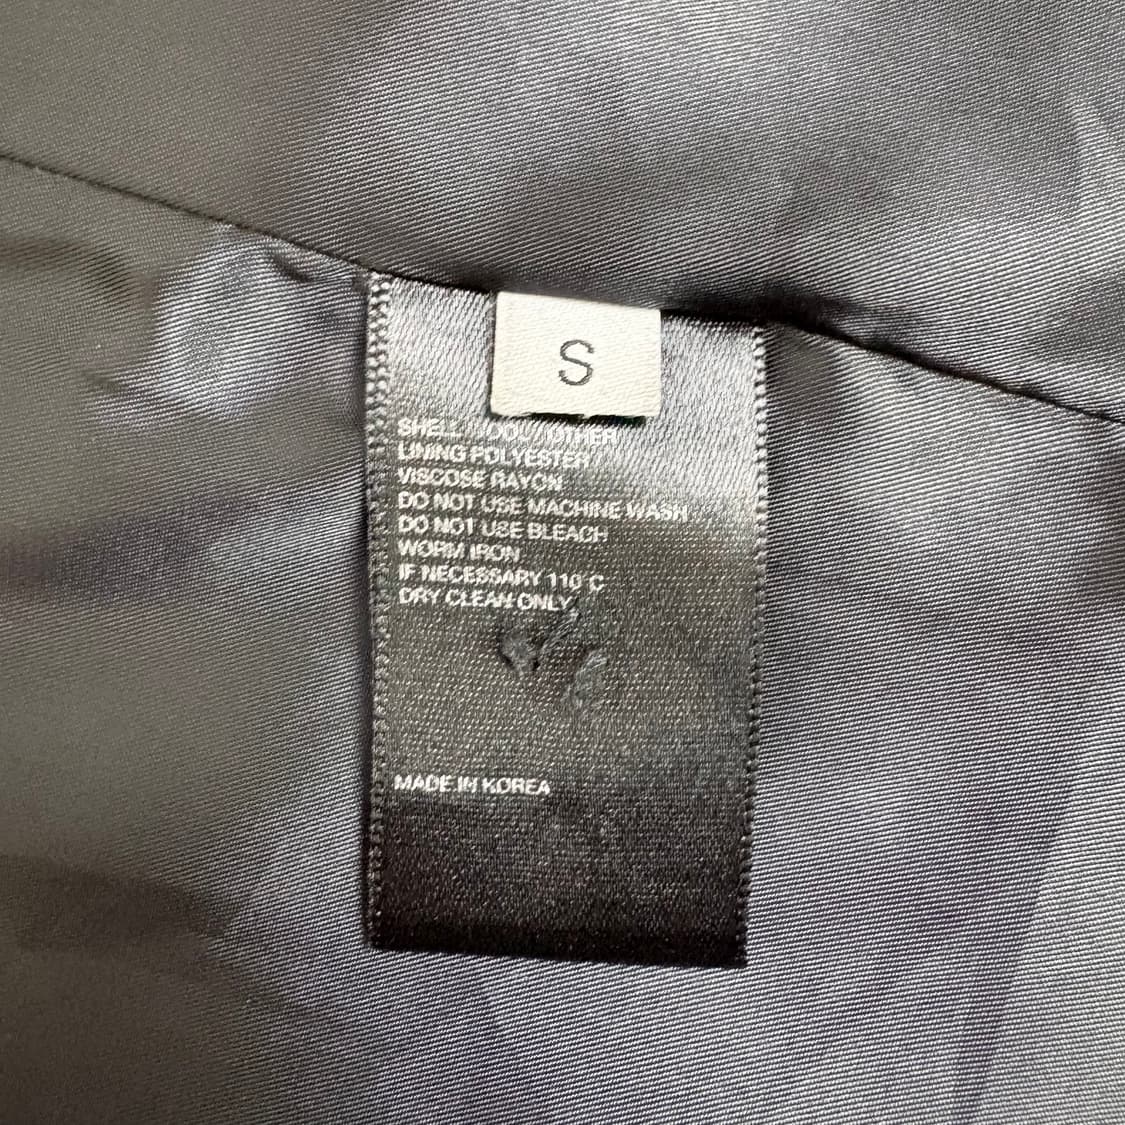 S
SHELL WOOL/OTHER
LINING POLYESTER
VISCOSE RAYON
DO NOT USE MACHINE WASH
DO NOT USE BLEACH
WORM IRON
IF NECESSARY 110°C
DRY CLEAN ONLY
MADE IN KOREA